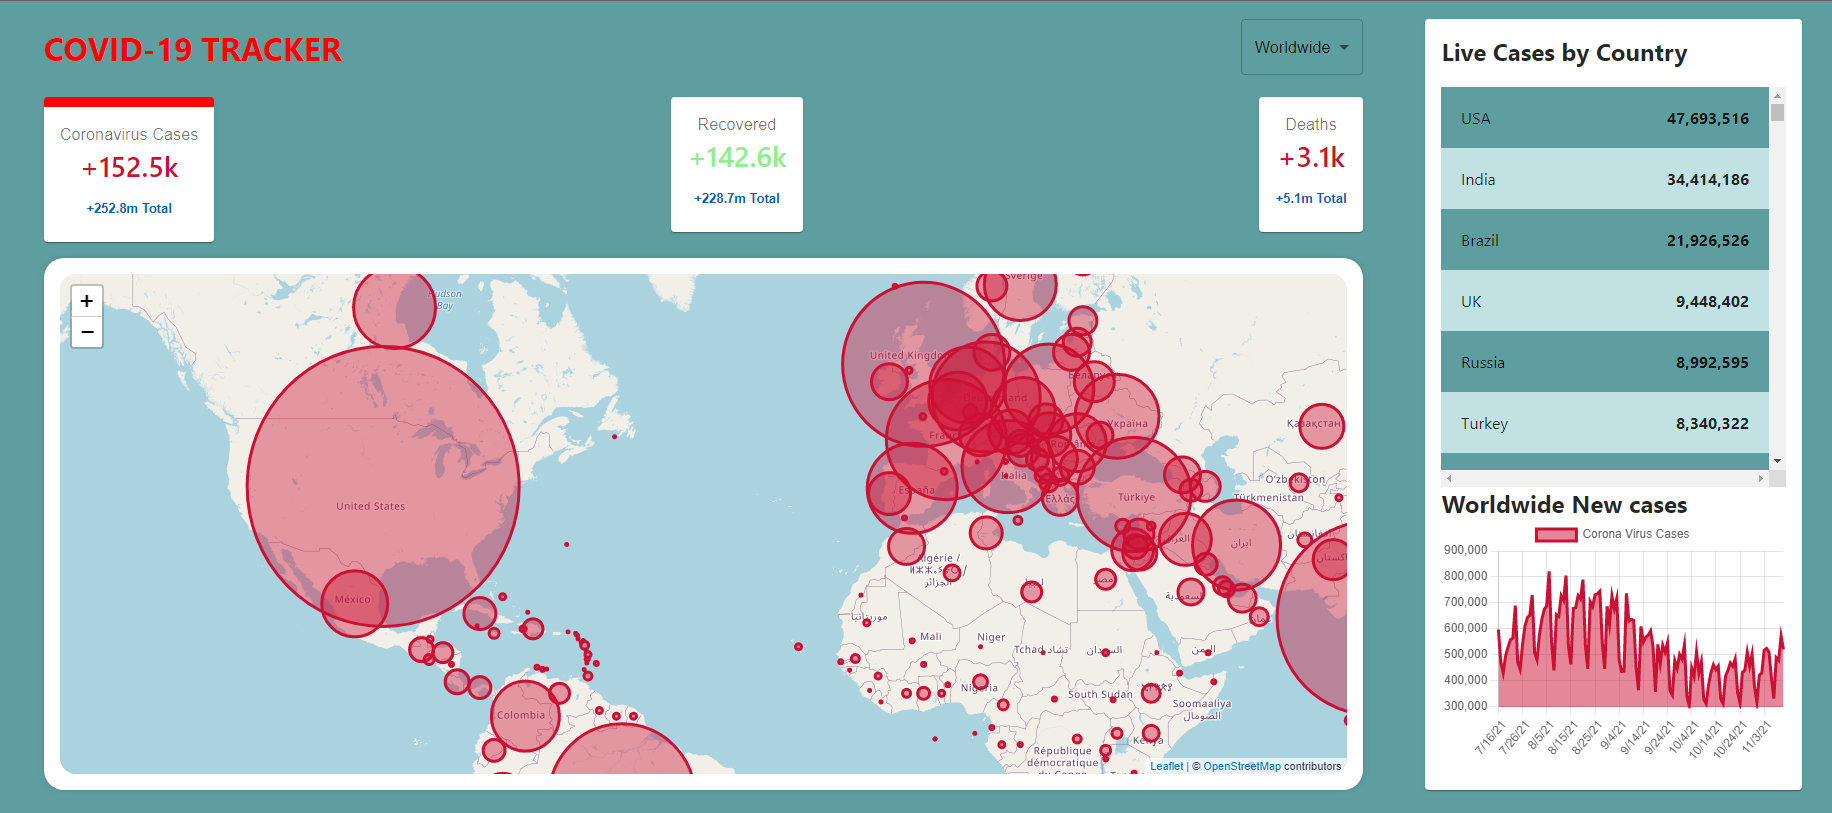 COVID-19 TRACKER
Worldwide
Coronavirus Cases
+152.5k
+252.8m Total
Recovered
+142.6k
+228.7m Total
Deaths
+3.1k
+5.1m Total
+
−
Hudson
Bay
Sverige
United Kingdo
Беларус
Deutschland
Україна
Қазақстан
Fran
România
Italia
España
Ελλάς
Türkiye
O'zbekiston
Türkmenistan
United States
México
Algérie /
الجزائر
ليبيا
مصر
العراق
ایران
پاکستان
السعودية
عمان
موريتانيا
Mali
Niger
Tchad تشاد
السودان
اليمن
Nigeria
South Sudan
Soomaaliya
الصومال
Colombia
Kenya
République
démocratique
du Congo
Leaflet | © OpenStreetMap contributors
Live Cases by Country
USA 47,693,516
India 34,414,186
Brazil 21,926,526
UK 9,448,402
Russia 8,992,595
Turkey 8,340,322
Worldwide New cases
Corona Virus Cases
900,000
800,000
700,000
600,000
500,000
400,000
300,000
7/16/21
7/26/21
8/5/21
8/15/21
8/25/21
9/4/21
9/14/21
9/24/21
10/4/21
10/14/21
10/24/21
11/3/21